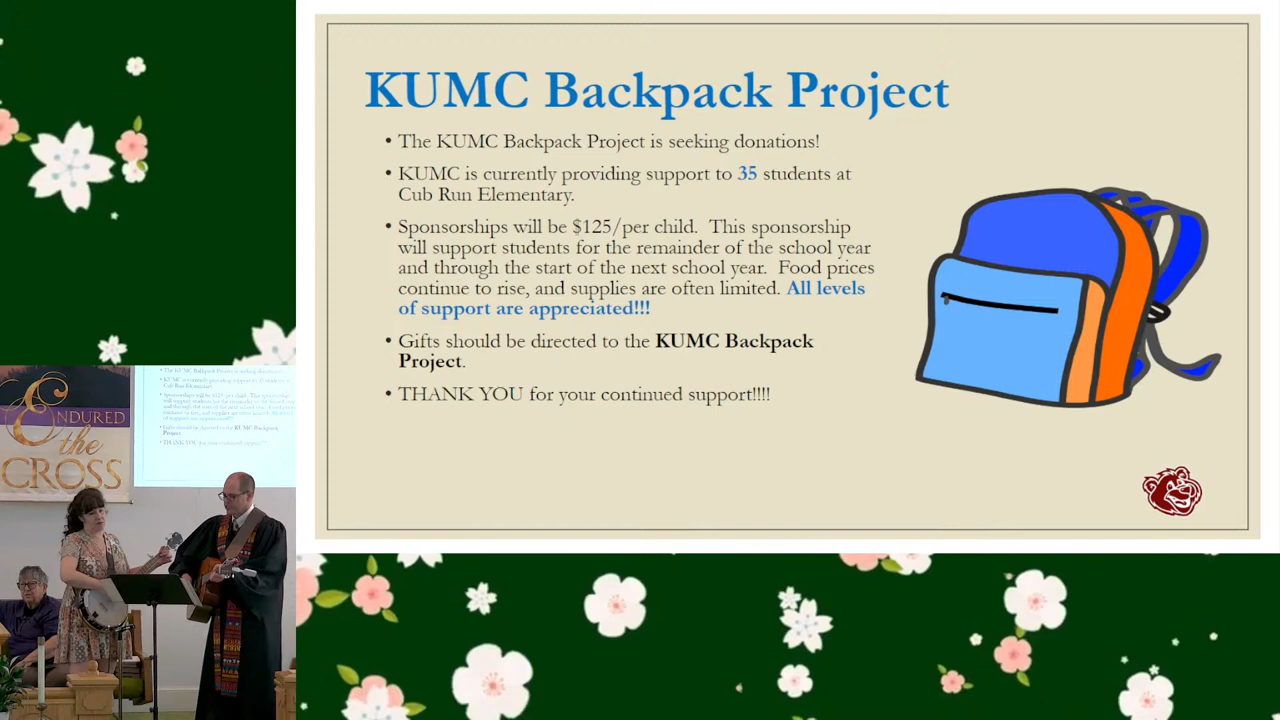 KUMC Backpack Project
• The KUMC Backpack Project is seeking donations!
• KUMC is currently providing support to 35 students at
Cub Run Elementary.
• Sponsorships will be $125/per child.  This sponsorship
will support students for the remainder of the school year
and through the start of the next school year.  Food prices
continue to rise, and supplies are often limited. All levels
of support are appreciated!!!
• Gifts should be directed to the KUMC Backpack
Project.
• THANK YOU for your continued support!!!!
ENDURED
the
CROSS